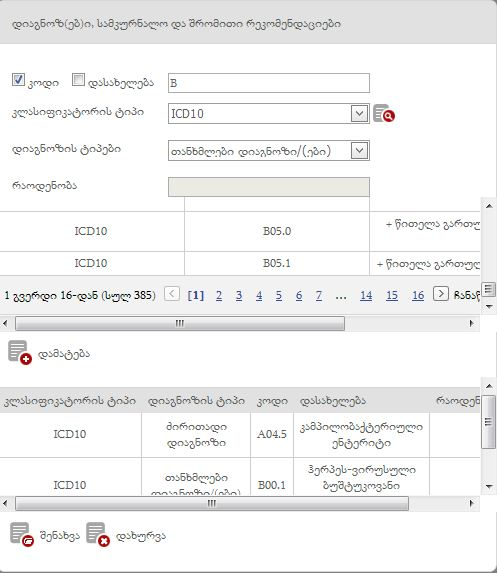 დიაგნოზ(ებ)ი, სამკურნალო და შრომითი რეკომენდაციები
კოდი დასახელება B
კლასიფიკატორის ტიპი ICD10
დიაგნოზის ტიპები თანხმლები დიაგნოზი/(ები)
რაოდენობა
ICD10 B05.0 + წითელა გართულ
ICD10 B05.1 + წითელა გართულ
1 გვერდი 16-დან (სულ 385) [1] 2 3 4 5 6 7 ... 14 15 16 ჩანაწ
დამატება
კლასიფიკატორის ტიპი დიაგნოზის ტიპი კოდი დასახელება რაოდენ
ICD10 ძირითადი დიაგნოზი A04.5 კამპილობაქტერიული ენტერიტი
ICD10 თანხმლები დიაგნოზი/(ები) B00.1 ჰერპეს-ვირუსული ბუშტუკოვანი
შენახვა დახურვა